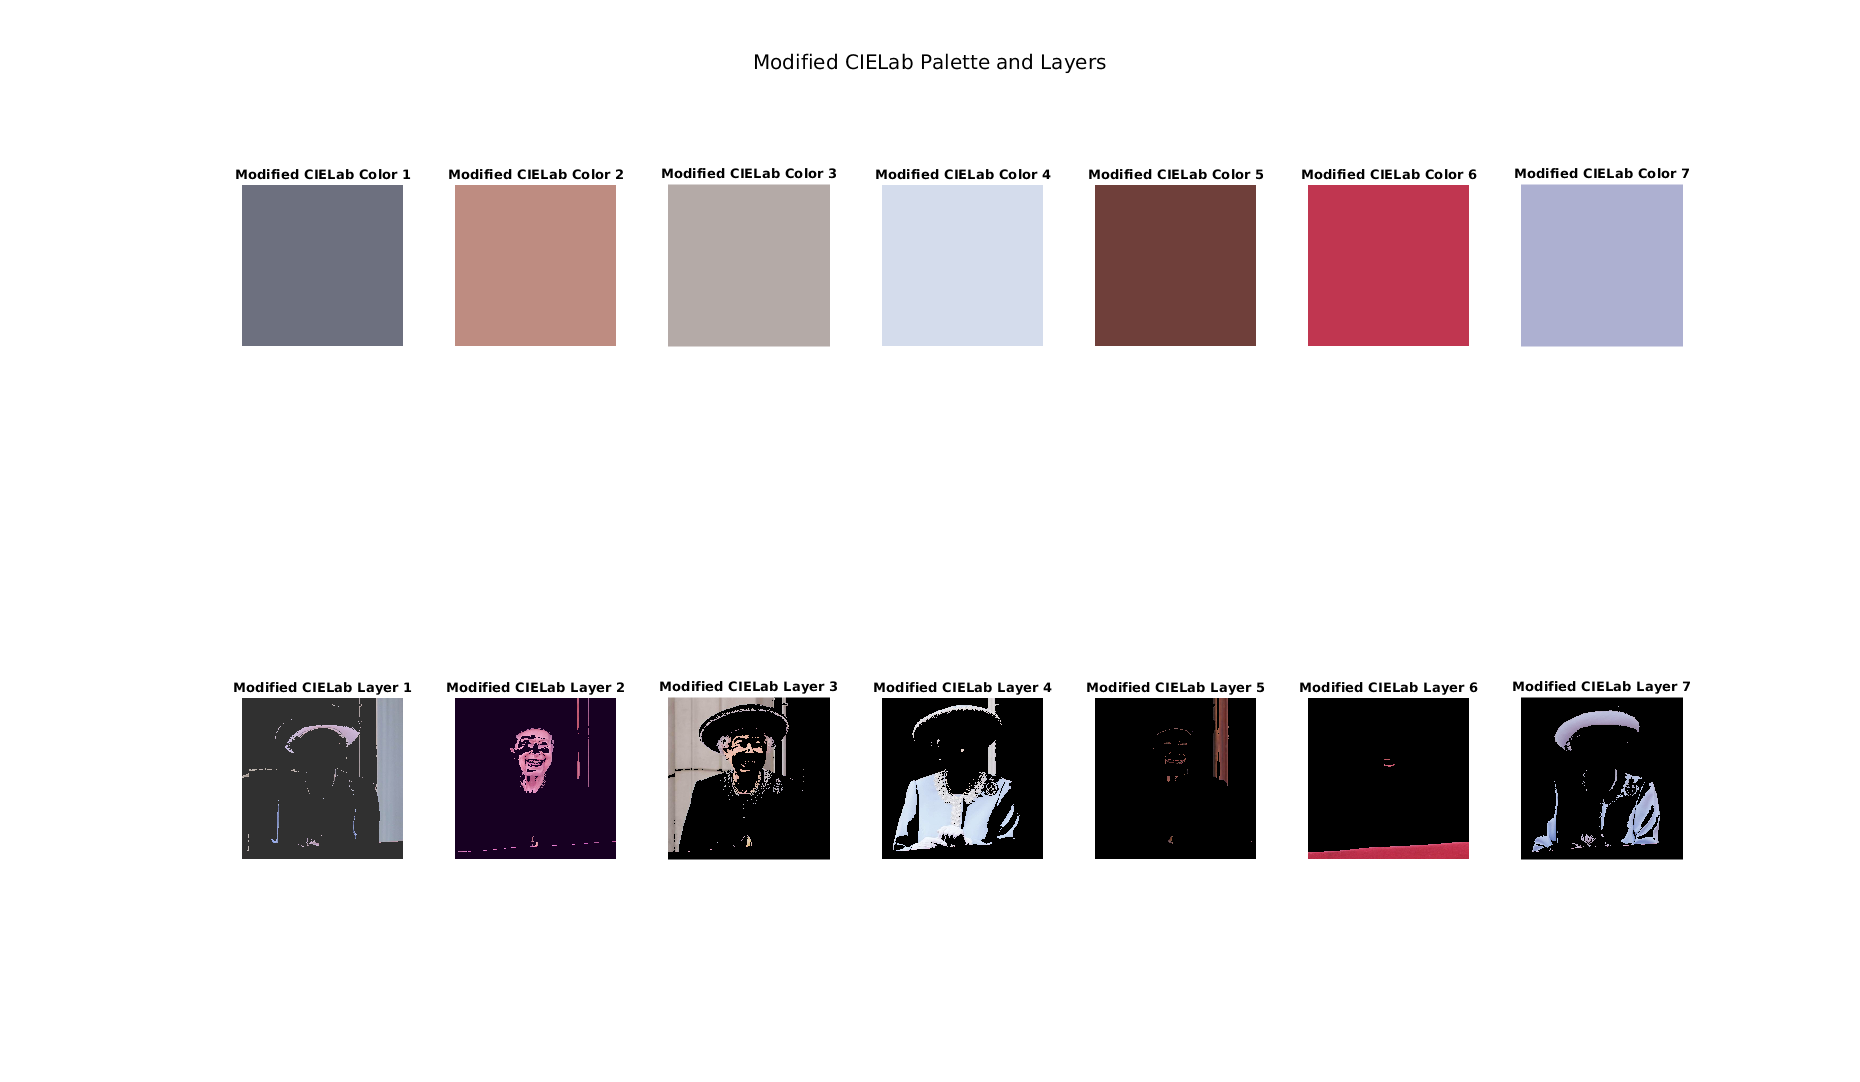 Modified CIELab Palette and Layers
Modified CIELab Color 1
Modified CIELab Color 2
Modified CIELab Color 3
Modified CIELab Color 4
Modified CIELab Color 5
Modified CIELab Color 6
Modified CIELab Color 7
Modified CIELab Layer 1
Modified CIELab Layer 2
Modified CIELab Layer 3
Modified CIELab Layer 4
Modified CIELab Layer 5
Modified CIELab Layer 6
Modified CIELab Layer 7